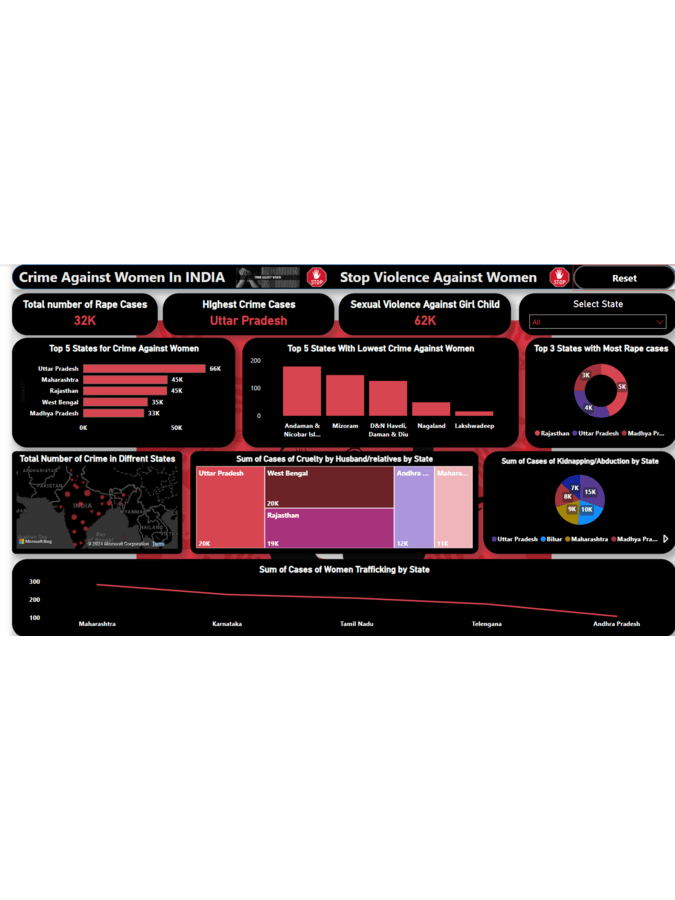 Crime Against Women In INDIA
STOP
Stop Violence Against Women
STOP
Reset
Total number of Rape Cases
32K
Highest Crime Cases
Uttar Pradesh
Sexual Violence Against Girl Child
62K
Select State
All
Top 5 States for Crime Against Women
Uttar Pradesh 66K
Maharashtra 45K
Rajasthan 45K
West Bengal 35K
Madhya Pradesh 33K
0K 50K
Top 5 States With Lowest Crime Against Women
200
100
0
Andaman & Nicobar Isl...
Mizoram
D&N Haveli, Daman & Diu
Nagaland
Lakshwadeep
Top 3 States with Most Rape cases
3K
5K
4K
Rajasthan Uttar Pradesh Madhya Pr...
Total Number of Crime in Diffrent States
AFGHANISTAN
PAKISTAN
INDIA
THAILAND
Bay
Microsoft Bing
© 2024 Microsoft Corporation Terms
Sum of Cases of Cruelty by Husband/relatives by State
Uttar Pradesh
20K
West Bengal
20K
Rajasthan
19K
Andhra ...
12K
Mahara...
11K
Sum of Cases of Kidnapping/Abduction by State
7K
15K
8K
9K
10K
Uttar Pradesh Bihar Maharashtra Madhya Pra...
Sum of Cases of Women Trafficking by State
300
200
100
Maharashtra
Karnataka
Tamil Nadu
Telengana
Andhra Pradesh